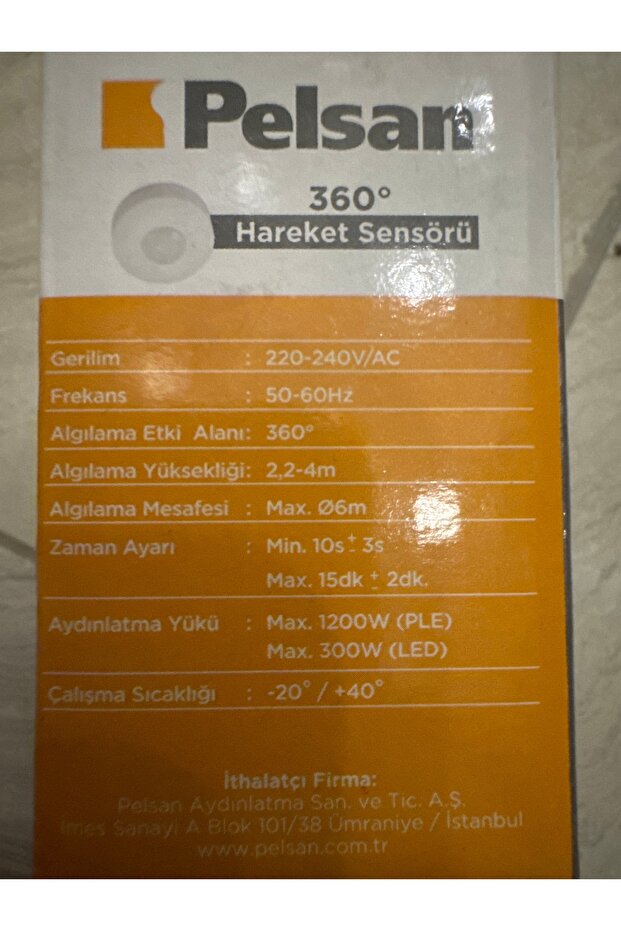 Pelsan
360°
Hareket Sensörü
Gerilim : 220-240V/AC
Frekans : 50-60Hz
Algılama Etki Alanı: 360°
Algılama Yüksekliği: 2,2-4m
Algılama Mesafesi : Max. Ø6m
Zaman Ayarı : Min. 10s ± 3s
Max. 15dk ± 2dk.
Aydınlatma Yükü : Max. 1200W (PLE)
Max. 300W (LED)
Çalışma Sıcaklığı : -20° / +40°
İthalatçı Firma:
Pelsan Aydınlatma San. ve Tic. A.Ş.
İmes Sanayi A Blok 101/38 Ümraniye / İstanbul
www.pelsan.com.tr